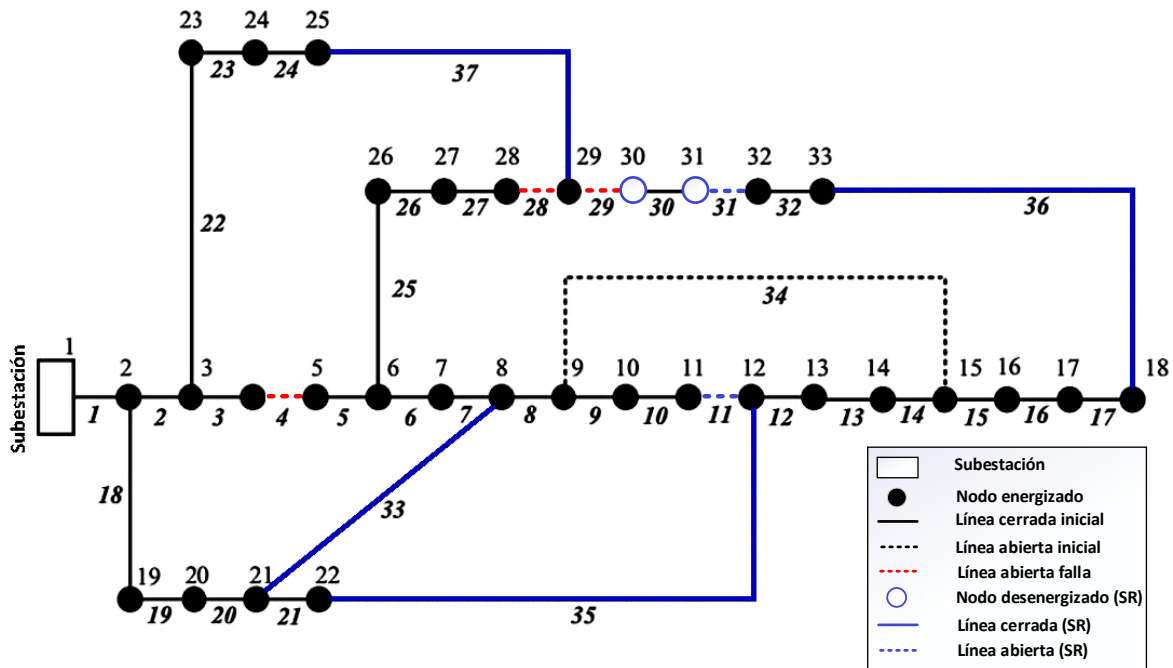 23 24 25
23 24 37
26 27 28 29 30 31 32 33
26 27 28 29 30 31 32 36
22
25
34
Subestación
1 2 3 5 6 7 8 9 10 11 12 13 14 15 16 17 18
1 2 3 4 5 6 7 8 9 10 11 12 13 14 15 16 17
18
33
19 20 21 22
19 20 21 35
Subestación
Nodo energizado
Línea cerrada inicial
Línea abierta inicial
Línea abierta falla
Nodo desenergizado (SR)
Línea cerrada (SR)
Línea abierta (SR)